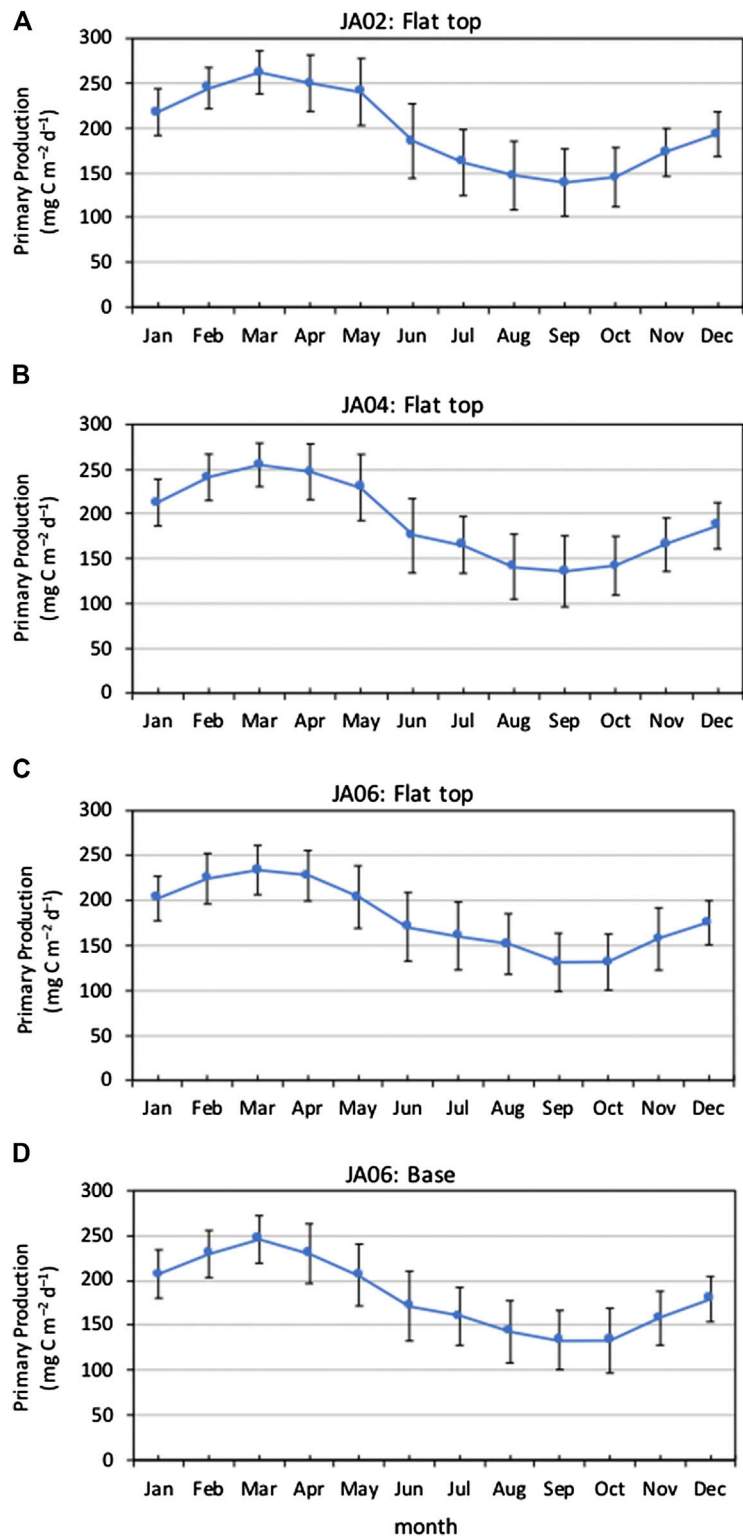 A
JA02: Flat top
Primary Production
(mg C m⁻² d⁻¹)
300
250
200
150
100
50
0
Jan Feb Mar Apr May Jun Jul Aug Sep Oct Nov Dec
B
JA04: Flat top
Primary Production
(mg C m⁻² d⁻¹)
300
250
200
150
100
50
0
Jan Feb Mar Apr May Jun Jul Aug Sep Oct Nov Dec
C
JA06: Flat top
Primary Production
(mg C m⁻² d⁻¹)
300
250
200
150
100
50
0
Jan Feb Mar Apr May Jun Jul Aug Sep Oct Nov Dec
D
JA06: Base
Primary Production
(mg C m⁻² d⁻¹)
300
250
200
150
100
50
0
Jan Feb Mar Apr May Jun Jul Aug Sep Oct Nov Dec
month